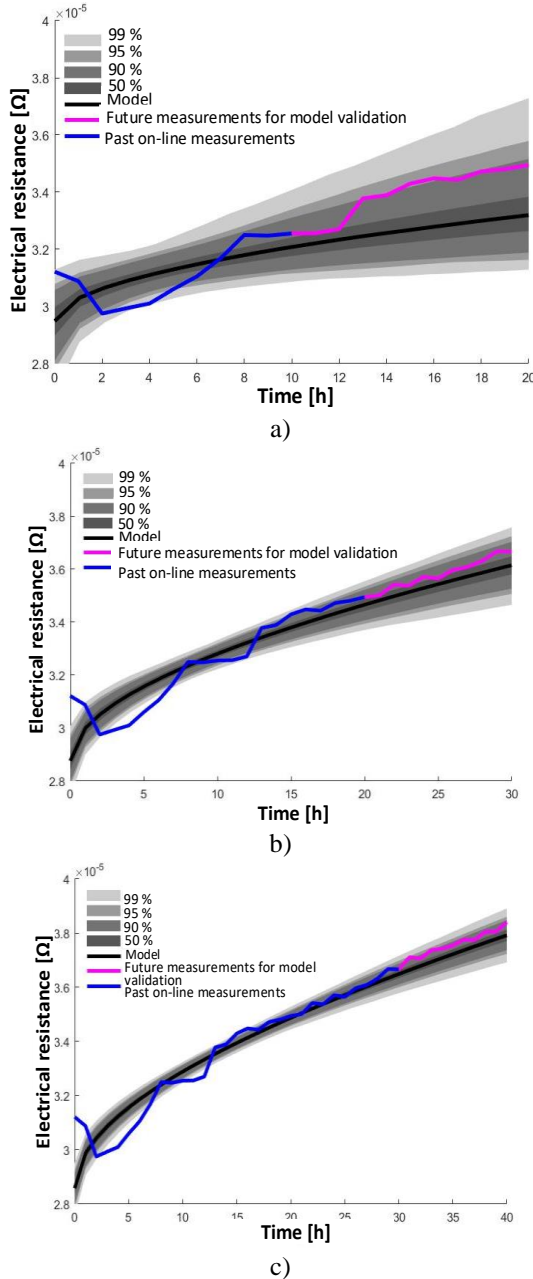 ×10⁻⁵
4
3.8
3.6
3.4
3.2
3
2.8
Electrical resistance [Ω]
99 %
95 %
90 %
50 %
Model
Future measurements for model validation
Past on-line measurements
0 2 4 6 8 10 12 14 16 18 20
Time [h]
a)
×10⁻⁵
4
3.8
3.6
3.4
3.2
3
2.8
Electrical resistance [Ω]
99 %
95 %
90 %
50 %
Model
Future measurements for model validation
Past on-line measurements
0 5 10 15 20 25 30
Time [h]
b)
×10⁻⁵
4
3.8
3.6
3.4
3.2
3
2.8
Electrical resistance [Ω]
99 %
95 %
90 %
50 %
Model
Future measurements for model
validation
Past on-line measurements
0 5 10 15 20 25 30 35 40
Time [h]
c)